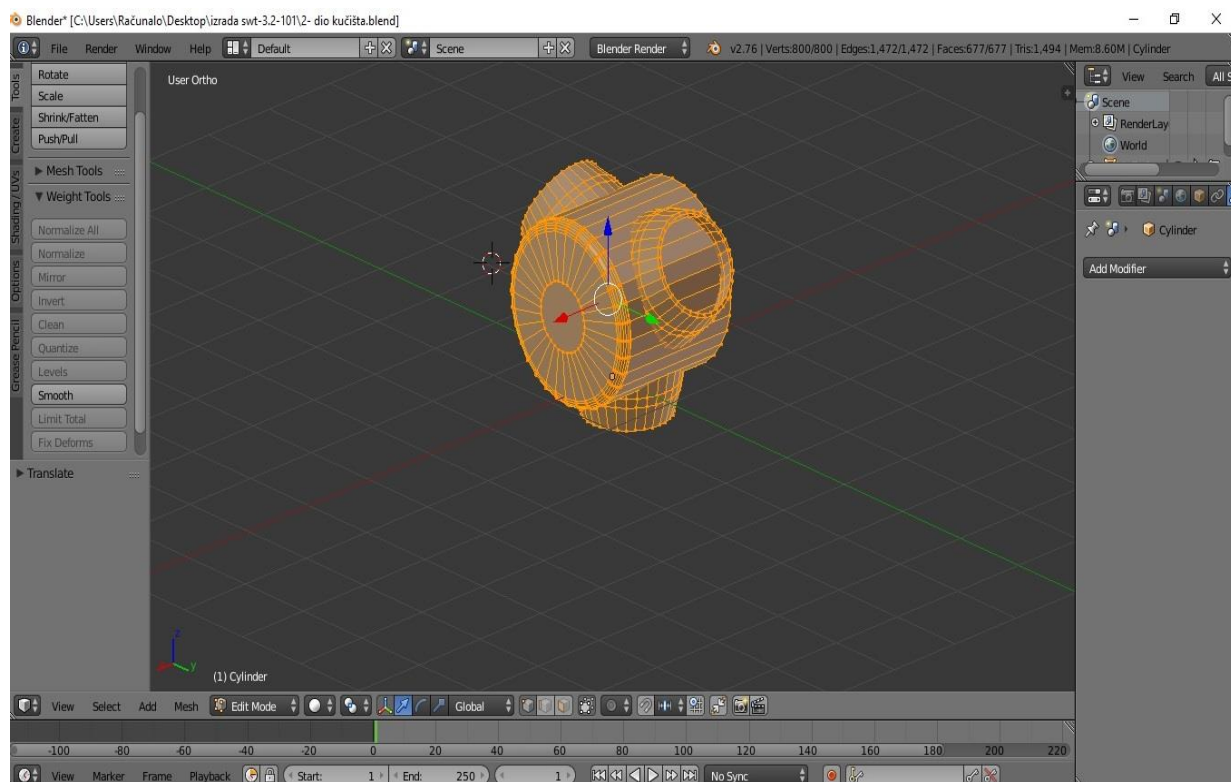 Blender* [C:\Users\Računalo\Desktop\izrada swt-3.2-101\2- dio kućišta.blend]
File Render Window Help Default Scene Blender Render v2.76 | Verts:800/800 | Edges:1,472/1,472 | Faces:677/677 | Tris:1,494 | Mem:8.60M | Cylinder
Tools
Create
Shading / UVs
Options
Grease Pencil
Rotate
Scale
Shrink/Fatten
Push/Pull
Mesh Tools
Weight Tools
Normalize All
Normalize
Mirror
Invert
Clean
Quantize
Levels
Smooth
Limit Total
Fix Deforms
Translate
User Ortho
z
y
(1) Cylinder
View Search All S
Scene
RenderLay
World
Cylinder
Add Modifier
View Select Add Mesh Edit Mode Global
-100 -80 -60 -40 -20 0 20 40 60 80 100 120 140 160 180 200 220
View Marker Frame Playback Start: 1 End: 250 1 No Sync